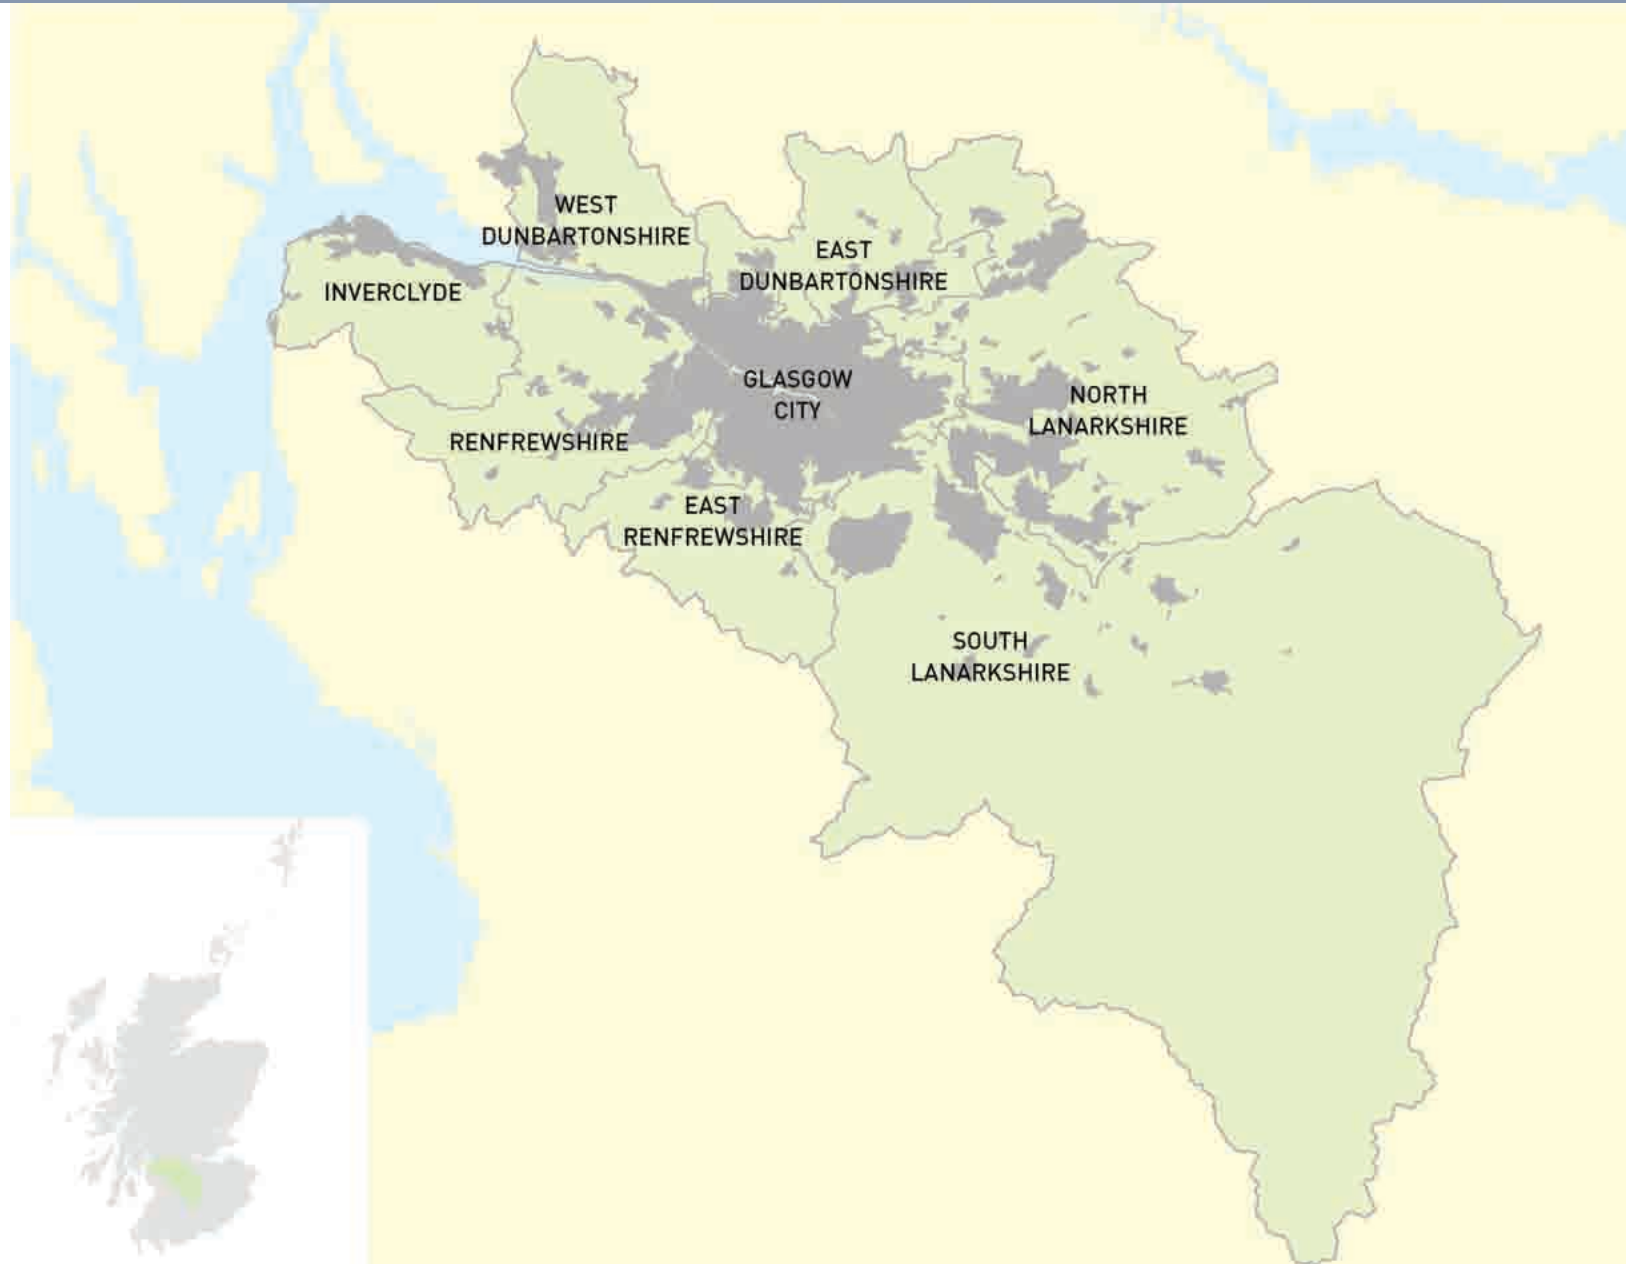 WEST
DUNBARTONSHIRE
EAST
DUNBARTONSHIRE
INVERCLYDE
GLASGOW
CITY
NORTH
LANARKSHIRE
RENFREWSHIRE
EAST
RENFREWSHIRE
SOUTH
LANARKSHIRE